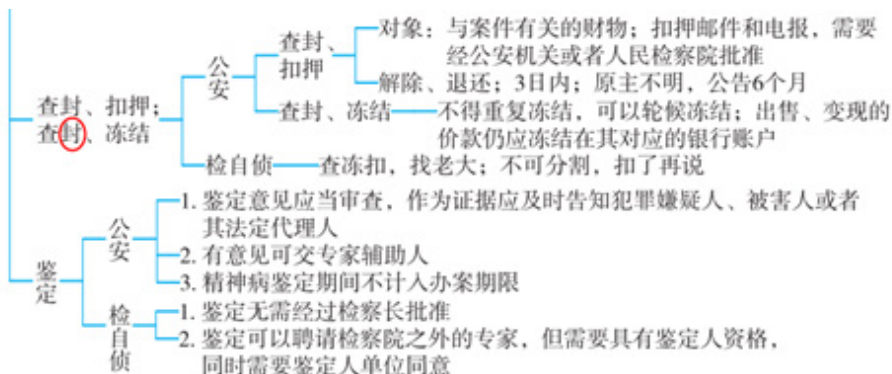 查封、扣押；
查封、冻结
公安
查封、
扣押
对象：与案件有关的财物；扣押邮件和电报，需要
经公安机关或者人民检察院批准
解除、退还；3日内；原主不明，公告6个月
查封、冻结
不得重复冻结，可以轮候冻结；出售、变现的
价款仍应冻结在其对应的银行账户
检自侦
查冻扣，找老大；不可分割，扣了再说
鉴定
公安
1. 鉴定意见应当审查，作为证据应及时告知犯罪嫌疑人、被害人或者
其法定代理人
2. 有意见可交专家辅助人
3. 精神病鉴定期间不计入办案期限
检自侦
1. 鉴定无需经过检察长批准
2. 鉴定可以聘请检察院之外的专家，但需要具有鉴定人资格，
同时需要鉴定人单位同意